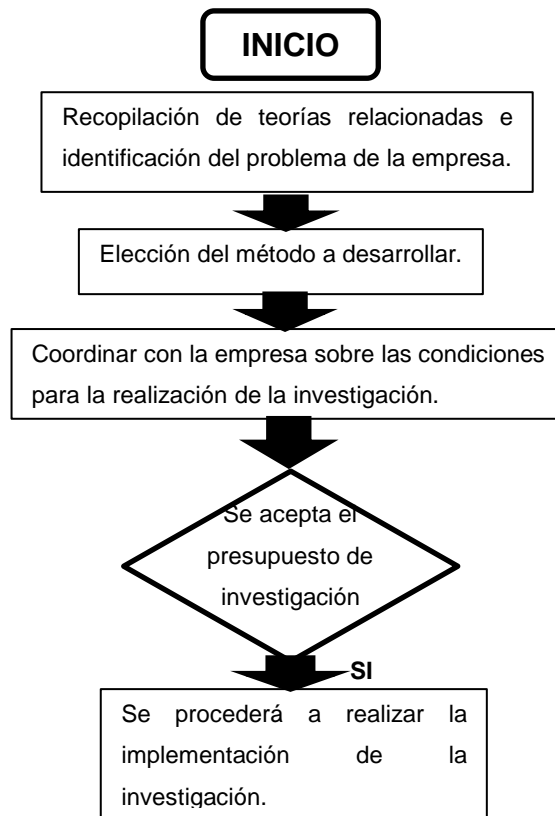 INICIO
Recopilación de teorías relacionadas e
identificación del problema de la empresa.
Elección del método a desarrollar.
Coordinar con la empresa sobre las condiciones
para la realización de la investigación.
Se acepta el
presupuesto de
investigación
SI
Se procederá a realizar la
implementación de la
investigación.